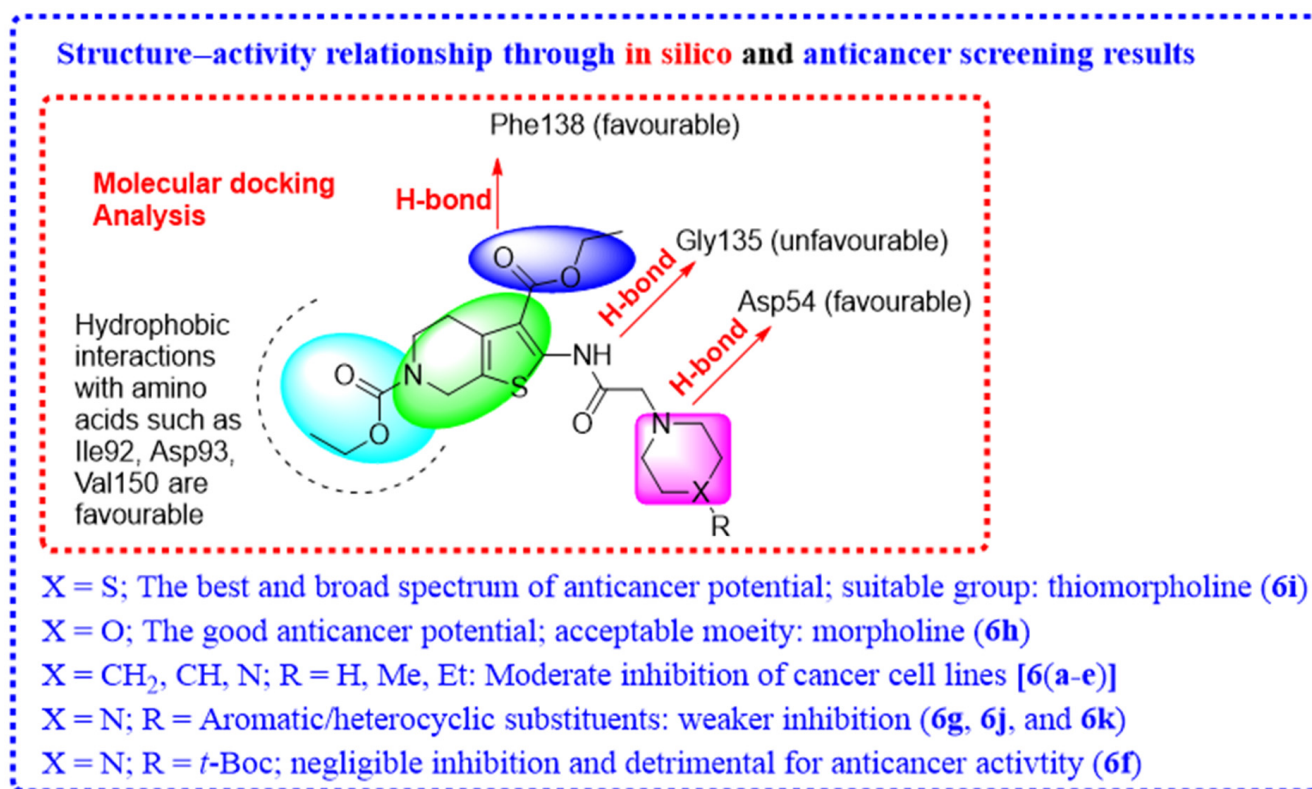 Structure–activity relationship through in silico and anticancer screening results
Phe138 (favourable)
Molecular docking
Analysis
H-bond
Gly135 (unfavourable)
H-bond
Asp54 (favourable)
H-bond
Hydrophobic
interactions
with amino
acids such as
Ile92, Asp93,
Val150 are
favourable
O
O
NH
N
S
O
O
O
N
X
R
X = S; The best and broad spectrum of anticancer potential; suitable group: thiomorpholine (6i)
X = O; The good anticancer potential; acceptable moeity: morpholine (6h)
X = CH₂, CH, N; R = H, Me, Et: Moderate inhibition of cancer cell lines [6(a-e)]
X = N; R = Aromatic/heterocyclic substituents: weaker inhibition (6g, 6j, and 6k)
X = N; R = t-Boc; negligible inhibition and detrimental for anticancer activtity (6f)